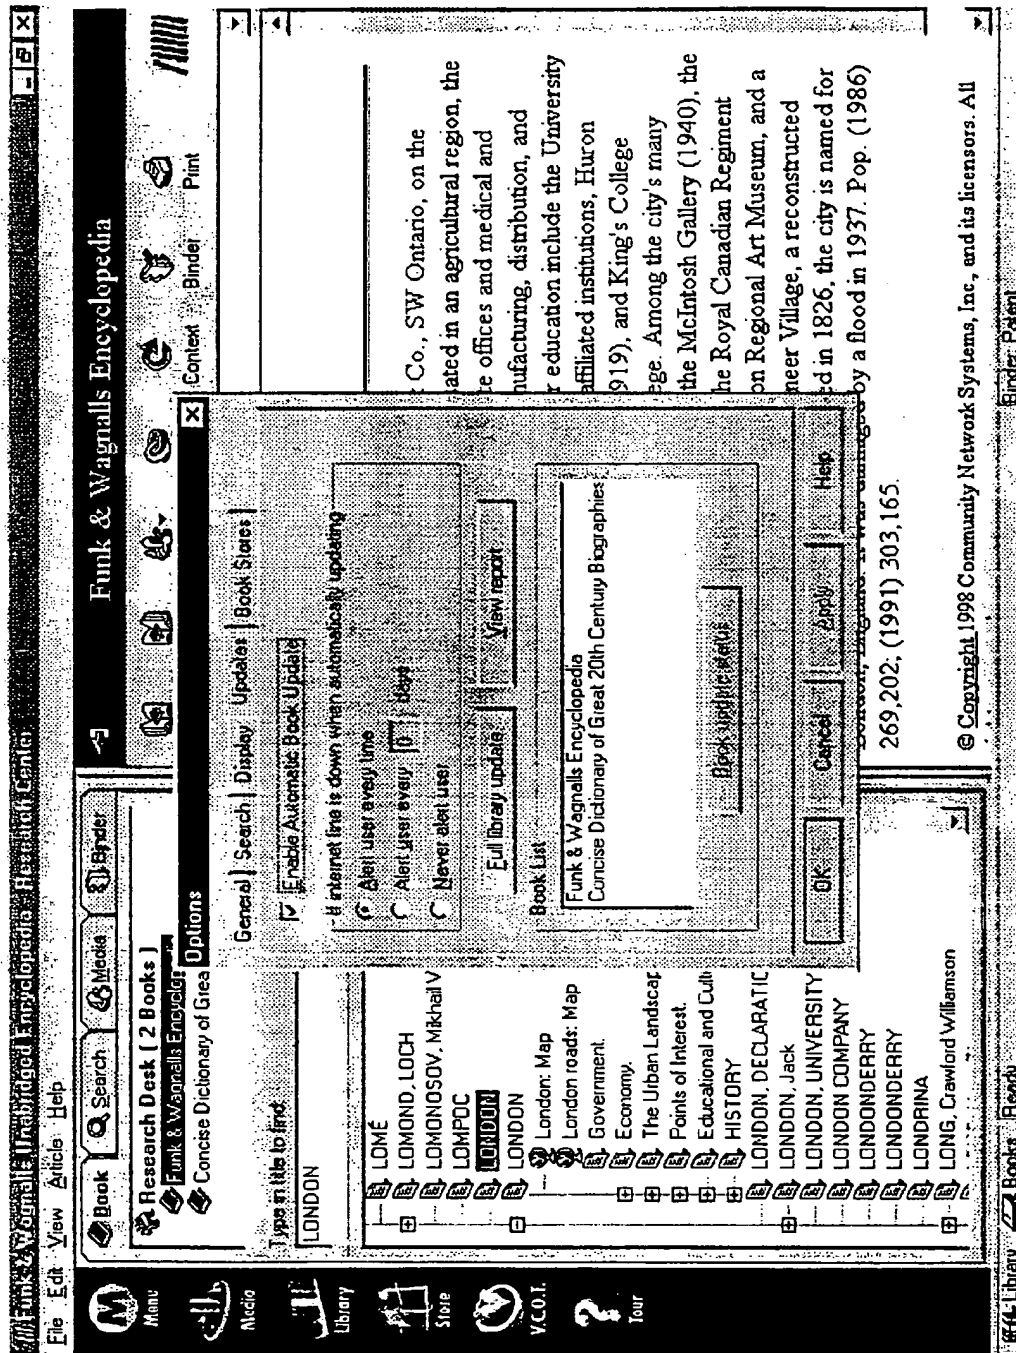 Funk & Wagnalls Unabridged Encyclopedia: Research Center
File Edit View Article Help
Menu
Media
Library
Store
V.C.O.T.
Tour
Book Search Media Binder
Research Desk ( 2 Books )
Funk & Wagnalls Encyclo
Concise Dictionary of Grea
Type in title to find:
LONDON
LOMÉ
LOMOND, LOCH
LOMONOSOV, Mikhail V
LOMPOC
LONDON
LONDON
London: Map
London roads: Map
Government.
Economy.
The Urban Landscap
Points of Interest.
Educational and Cult
HISTORY
LONDON, DECLARATIC
LONDON, Jack
LONDON, UNIVERSITY
LONDON COMPANY
LONDONDERRY
LONDONDERRY
LONDRINA
LONG, Crawford Williamson
Funk & Wagnalls Encyclopedia
Context Binder Print
Co., SW Ontario, on the
ated in an agricultural region, the
ce offices and medical and
nufacturing, distribution, and
r education include the University
affiliated institutions, Huron
919), and King's College
ege. Among the city's many
the McIntosh Gallery (1940), the
he Royal Canadian Regiment
on Regional Art Museum, and a
neer Village, a reconstructed
ed in 1826, the city is named for
London, England. It was damaged by a flood in 1937. Pop. (1986)
269,202; (1991) 303,165.
© Copyright 1998 Community Network Systems, Inc., and its licensors. All
Options
General Search Display Updates Book Stores
Enable Automatic Book Update
If internet line is down when automatically updating
Alert user every time
Alert user every 0 days
Never alert user
Full library update View report
Book List
Funk & Wagnalls Encyclopedia
Concise Dictionary of Great 20th Century Biographies
Book update status
OK Cancel Apply Help
Library Books Ready Binder: Patent